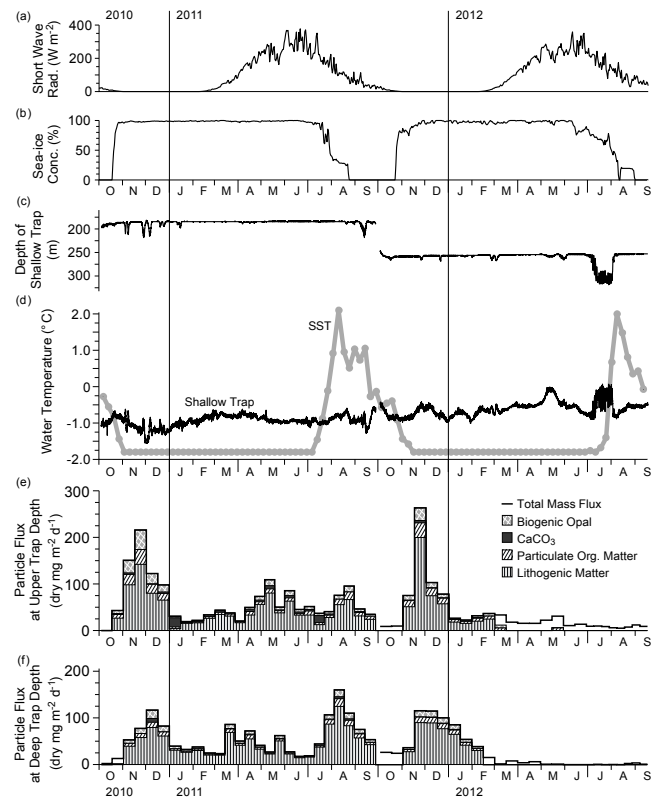 2010 2011 2012
(a)
Short Wave
Rad. (W m-2)
400
200
0
(b)
Sea-ice
Conc. (%)
100
50
0
O N D J F M A M J J A S O N D J F M A M J J A S
(c)
Depth of
Shallow Trap
(m)
200
250
300
(d)
Water Temperature (°C)
2.0
1.0
0
-1.0
-2.0
SST
Shallow Trap
O N D J F M A M J J A S O N D J F M A M J J A S
(e)
Particle Flux
at Upper Trap Depth
(dry mg m-2 d-1)
300
200
100
0
Total Mass Flux
Biogenic Opal
CaCO3
Particulate Org. Matter
Lithogenic Matter
O N D J F M A M J J A S O N D J F M A M J J A S
(f)
Particle Flux
at Deep Trap Depth
(dry mg m-2 d-1)
200
100
0
O N D J F M A M J J A S O N D J F M A M J J A S
2010 2011 2012